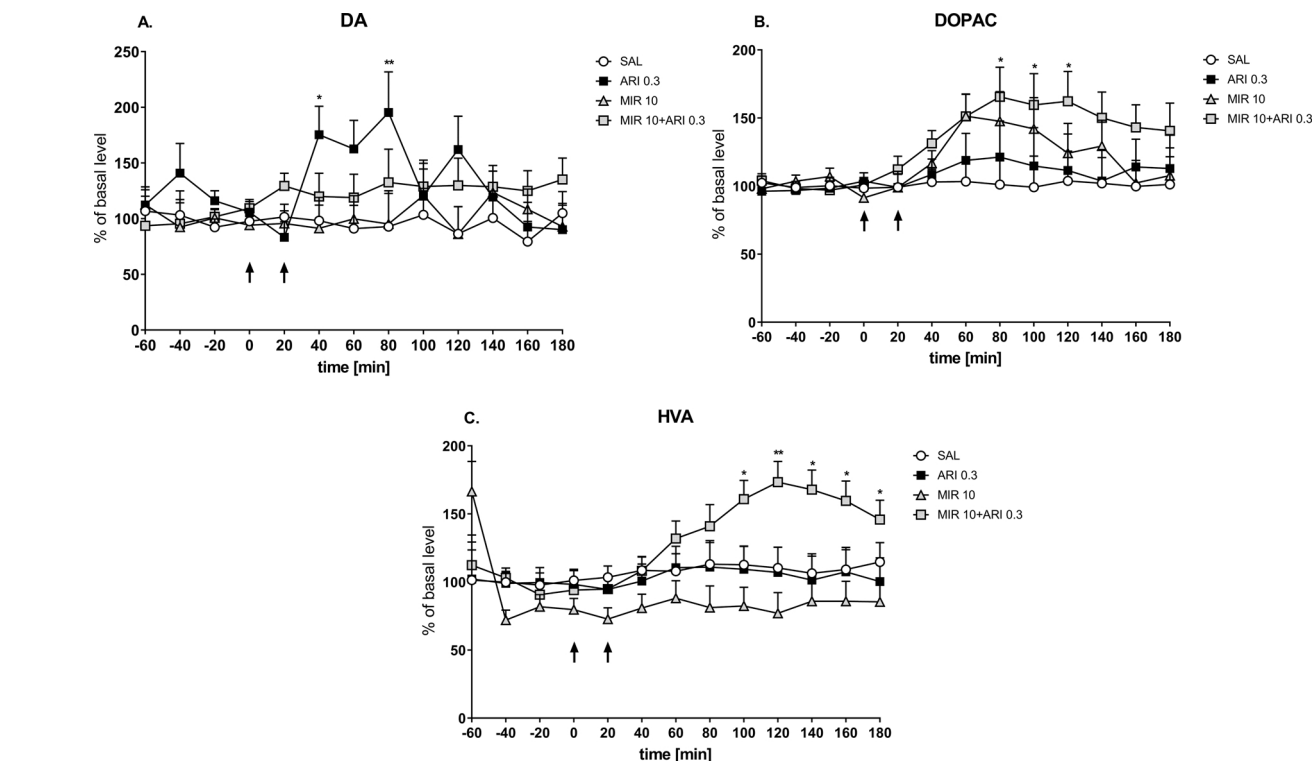 A.
DA
% of basal level
250
200
150
100
50
0
-60 -40 -20 0 20 40 60 80 100 120 140 160 180
time [min]
* **
SAL
ARI 0.3
MIR 10
MIR 10+ARI 0.3
B.
DOPAC
% of basal level
200
150
100
50
0
-60 -40 -20 0 20 40 60 80 100 120 140 160 180
time [min]
* * *
SAL
ARI 0.3
MIR 10
MIR 10+ARI 0.3
C.
HVA
% of basal level
200
150
100
50
0
-60 -40 -20 0 20 40 60 80 100 120 140 160 180
time [min]
* ** * * *
SAL
ARI 0.3
MIR 10
MIR 10+ARI 0.3